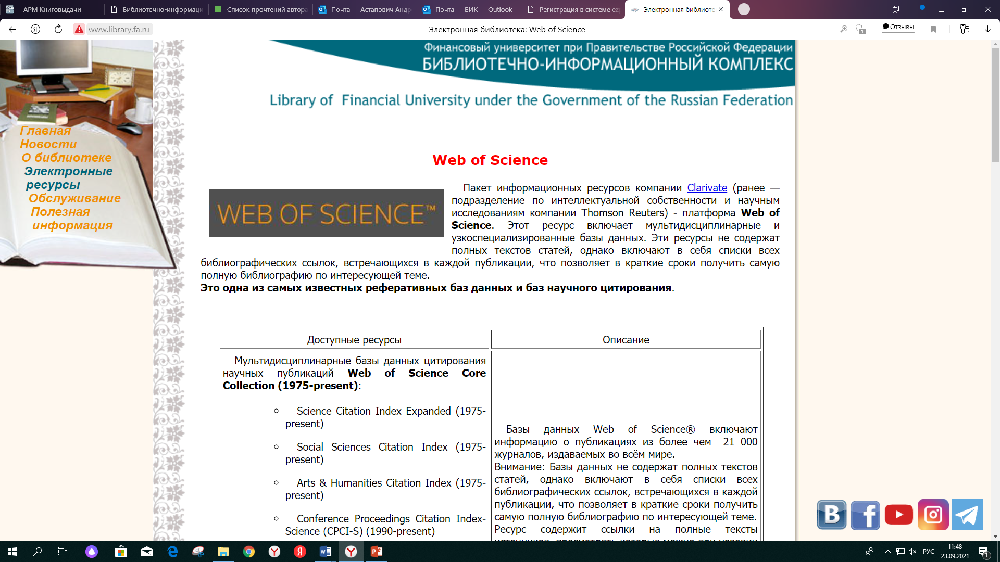 АРМ Книговыдачи
Библиотечно-информаци
Список прочтений автора
Почта — Астапович Андр
Почта — БИК — Outlook
Регистрация в системе ez
Электронная библиоте
www.library.fa.ru
Электронная библиотека: Web of Science
1
Отзывы
Финансовый университет при Правительстве Российской Федерации
БИБЛИОТЕЧНО-ИНФОРМАЦИОННЫЙ КОМПЛЕКС
Library of Financial University under the Government of the Russian Federation
Главная
Новости
О библиотеке
Электронные
ресурсы
Обслуживание
Полезная
информация
Web of Science
WEB OF SCIENCE™
Пакет информационных ресурсов компании Clarivate (ранее —
подразделение по интеллектуальной собственности и научным
исследованиям компании Thomson Reuters) - платформа Web of
Science. Этот ресурс включает мультидисциплинарные и
узкоспециализированные базы данных. Эти ресурсы не содержат
полных текстов статей, однако включают в себя списки всех
библиографических ссылок, встречающихся в каждой публикации, что позволяет в краткие сроки получить самую
полную библиографию по интересующей теме.
Это одна из самых известных реферативных баз данных и баз научного цитирования.
Доступные ресурсы
Описание
Мультидисциплинарные базы данных цитирования
научных публикаций Web of Science Core
Collection (1975-present):
Science Citation Index Expanded (1975-
present)
Social Sciences Citation Index (1975-
present)
Arts & Humanities Citation Index (1975-
present)
Conference Proceedings Citation Index-
Science (CPCI-S) (1990-present)
Базы данных Web of Science® включают
информацию о публикациях из более чем 21 000
журналов, издаваемых во всём мире.
Внимание: Базы данных не содержат полных текстов
статей, однако включают в себя списки всех
библиографических ссылок, встречающихся в каждой
публикации, что позволяет в краткие сроки получить
самую полную библиографию по интересующей теме.
Ресурс содержит ссылки на полные тексты
источников, просмотреть которые можно при условии
РУС
11:48
23.09.2021
1